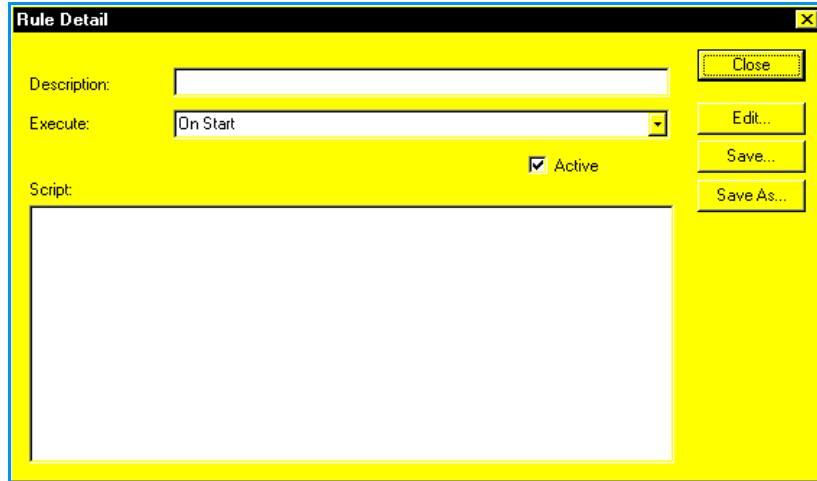 Rule Detail
Close
Description:
Execute:
On Start
Edit...
Active
Save...
Script:
Save As...